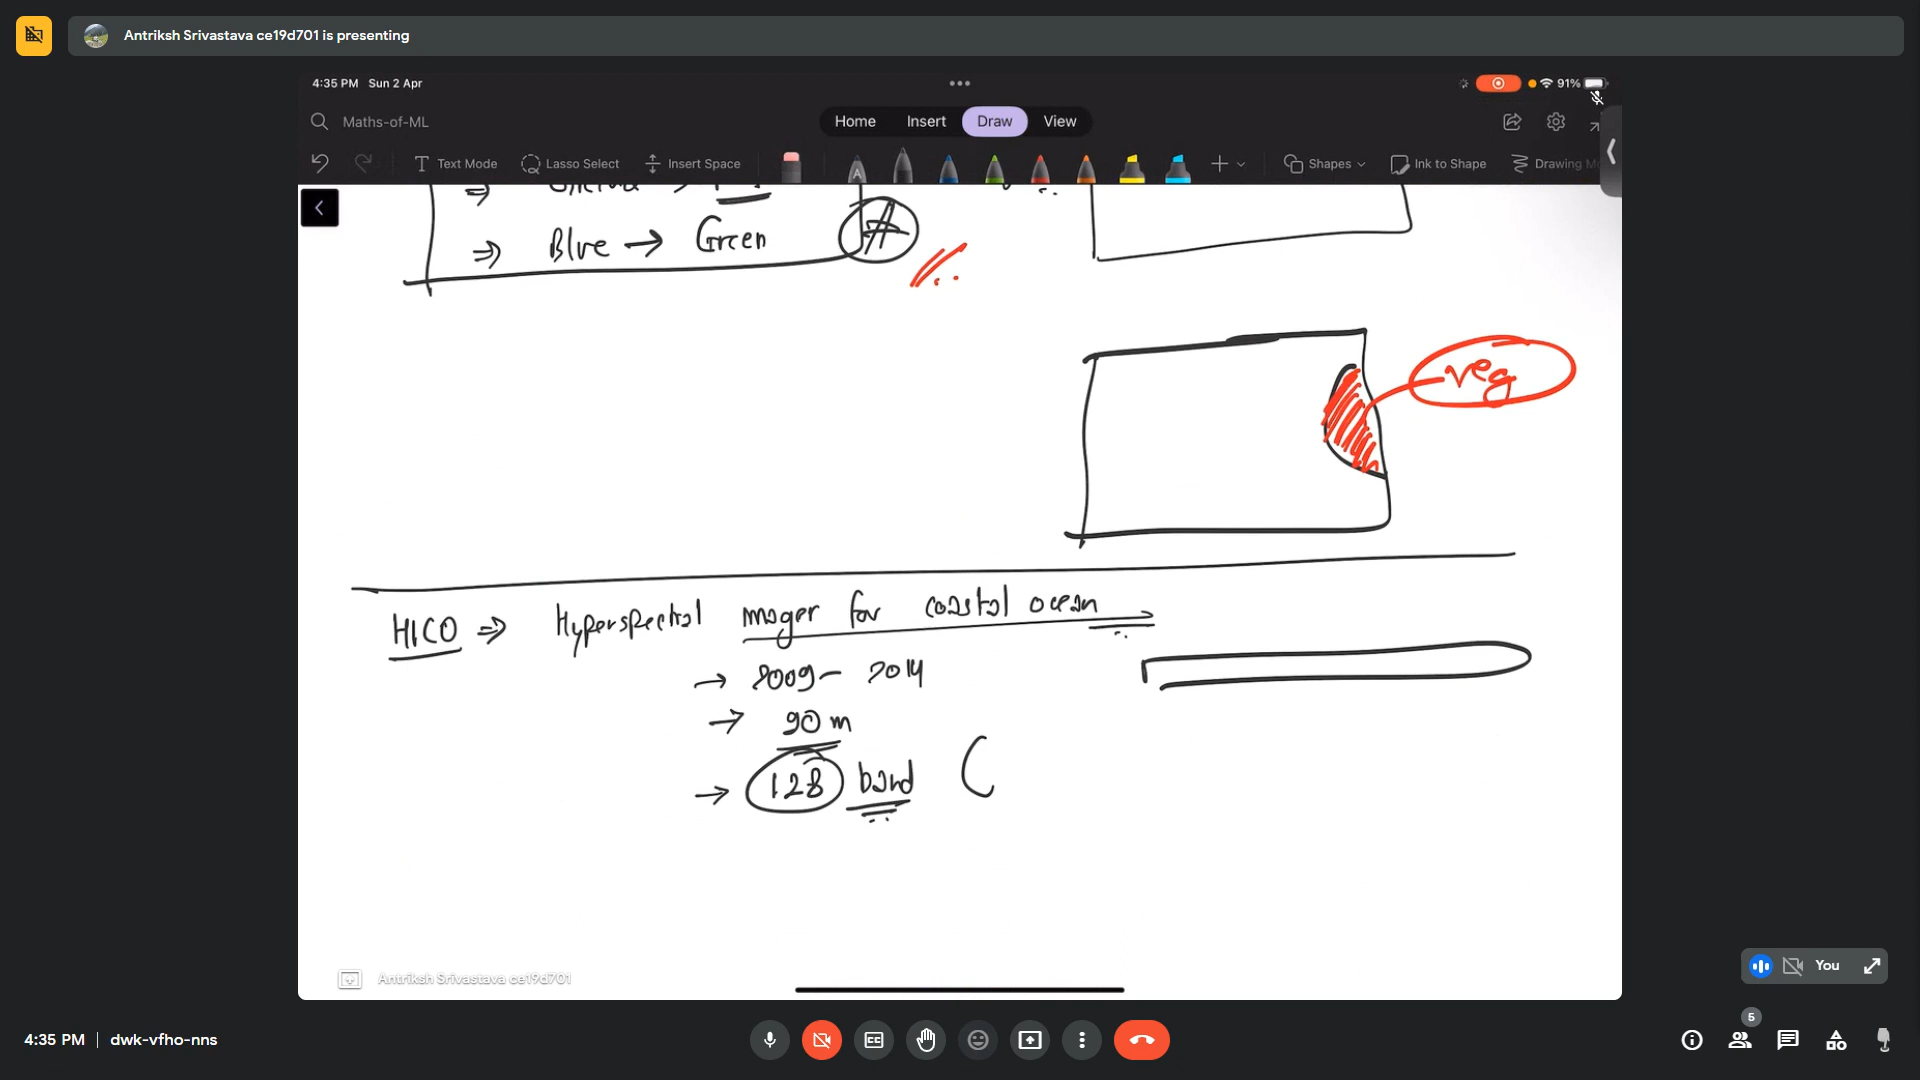 Antriksh Srivastava ce19d701 is presenting
4:35 PM Sun 2 Apr
91%
Maths-of-ML
Home Insert Draw View
Text Mode Lasso Select Insert Space
A
Shapes Ink to Shape Drawing M
⇒ Blue → Green #
veg
HICO ⇒ Hyperspectral imager for coastal ocean
→ 2009 - 2014
→ 90 m
→ 128 band (
Antriksh Srivastava ce19d701
You
4:35 PM | dwk-vfho-nns
5